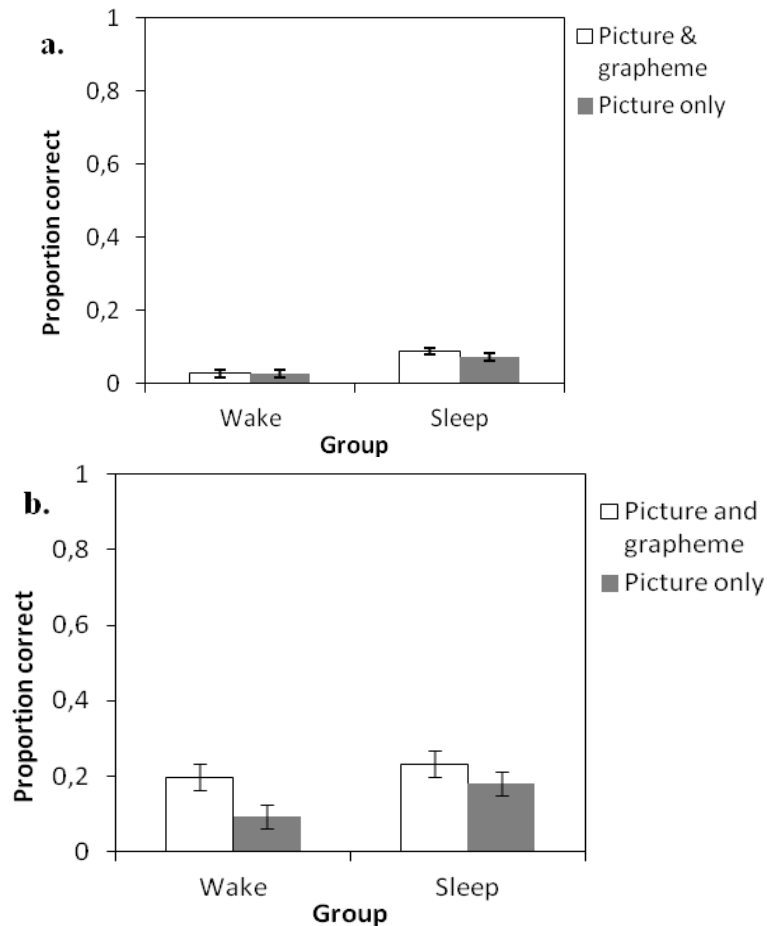 a.
Proportion correct
1
0,8
0,6
0,4
0,2
0
Wake
Sleep
Group
Picture &
grapheme
Picture only
b.
Proportion correct
1
0,8
0,6
0,4
0,2
0
Wake
Sleep
Group
Picture and
grapheme
Picture only